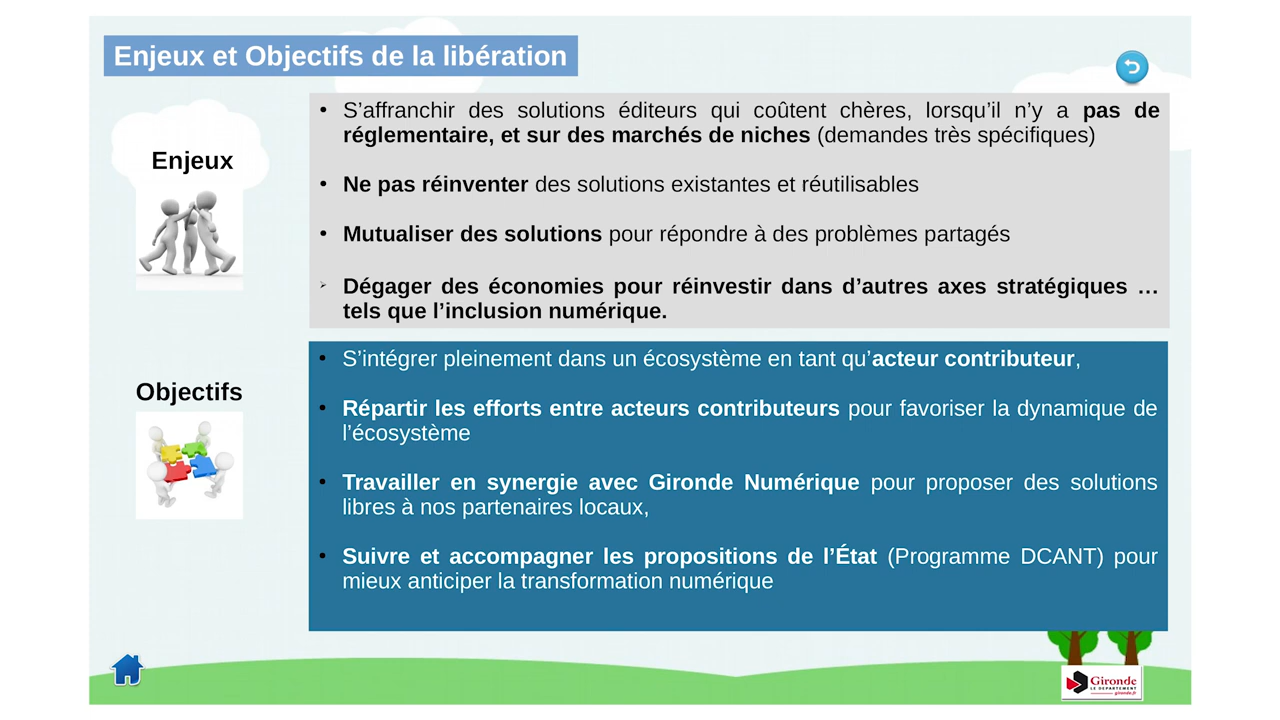 Enjeux et Objectifs de la libération
Enjeux
• S’affranchir des solutions éditeurs qui coûtent chères, lorsqu’il n’y a pas de
réglementaire, et sur des marchés de niches (demandes très spécifiques)
• Ne pas réinventer des solutions existantes et réutilisables
• Mutualiser des solutions pour répondre à des problèmes partagés
➢ Dégager des économies pour réinvestir dans d’autres axes stratégiques …
tels que l’inclusion numérique.
Objectifs
• S’intégrer pleinement dans un écosystème en tant qu’acteur contributeur,
• Répartir les efforts entre acteurs contributeurs pour favoriser la dynamique de
l’écosystème
• Travailler en synergie avec Gironde Numérique pour proposer des solutions
libres à nos partenaires locaux,
• Suivre et accompagner les propositions de l’État (Programme DCANT) pour
mieux anticiper la transformation numérique
Gironde
LE DEPARTEMENT
gironde.fr